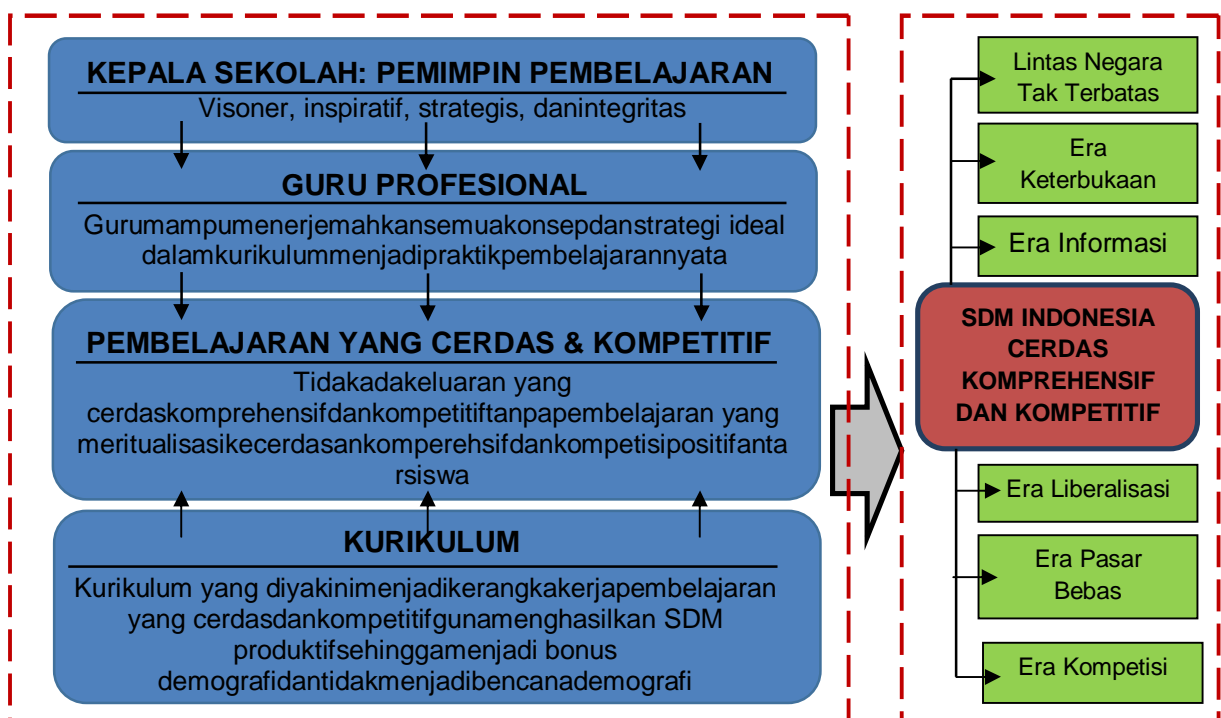 KEPALA SEKOLAH: PEMIMPIN PEMBELAJARAN
Visoner, inspiratif, strategis, danintegritas
GURU PROFESIONAL
Gurumampumenerjemahkansemuakonsepdanstrategi ideal
dalamkurikulummenjadipraktikpembelajarannyata
PEMBELAJARAN YANG CERDAS & KOMPETITIF
Tidakadakeluaran yang
cerdaskomprehensifdankompetitiftanpapembelajaran yang
meritualisasikecerdasankomperehsifdankompetisipositifanta
rsiswa
KURIKULUM
Kurikulum yang diyakinimenjadikerangkakerjapembelajaran
yang cerdasdankompetitifgunamenghasilkan SDM
produktifsehinggamenjadi bonus
demografidantidakmenjadibencanademografi
Lintas Negara
Tak Terbatas
Era
Keterbukaan
Era Informasi
SDM INDONESIA
CERDAS
KOMPREHENSIF
DAN KOMPETITIF
Era Liberalisasi
Era Pasar
Bebas
Era Kompetisi